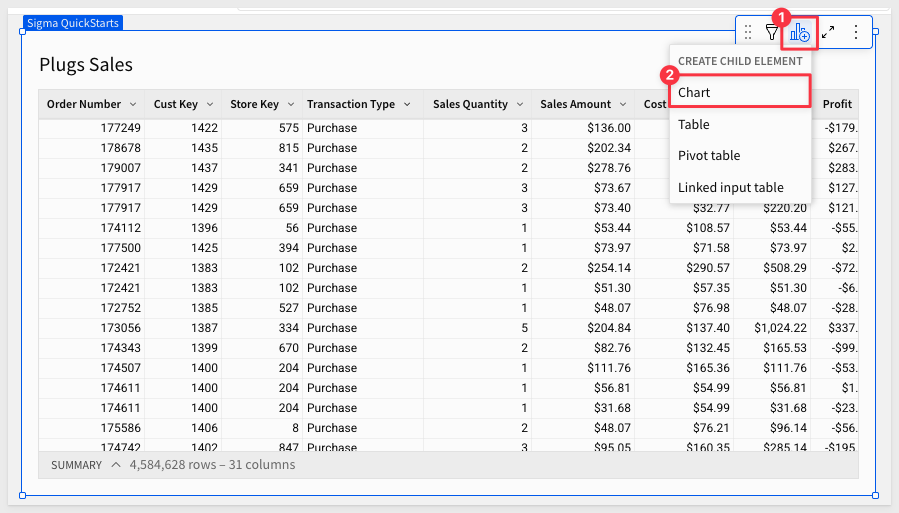 Sigma QuickStarts
1
Plugs Sales
CREATE CHILD ELEMENT
2
Chart
Table
Pivot table
Linked input table
Order Number Cust Key Store Key Transaction Type Sales Quantity Sales Amount Cost Profit
177249 1422 575 Purchase 3 $136.00 -$179.
178678 1435 815 Purchase 2 $202.34 $267.
179007 1437 341 Purchase 2 $278.76 $283.
177917 1429 659 Purchase 3 $73.67 $127.
177917 1429 659 Purchase 3 $73.40 $32.77 $220.20 $121.
174112 1396 56 Purchase 1 $53.44 $108.57 $53.44 -$55.
177500 1425 394 Purchase 1 $73.97 $71.58 $73.97 $2.
172421 1383 102 Purchase 2 $254.14 $290.57 $508.29 -$72.
172421 1383 102 Purchase 1 $51.30 $57.35 $51.30 -$6.
172752 1385 527 Purchase 1 $48.07 $76.98 $48.07 -$28.
173056 1387 334 Purchase 5 $204.84 $137.40 $1,024.22 $337.
174343 1399 670 Purchase 2 $82.76 $132.45 $165.53 -$99.
174507 1400 204 Purchase 1 $111.76 $165.36 $111.76 -$53.
174611 1400 204 Purchase 1 $56.81 $54.99 $56.81 $1.
174611 1400 204 Purchase 1 $31.68 $54.99 $31.68 -$23.
175586 1406 8 Purchase 2 $48.07 $76.21 $96.14 -$56.
174742 1402 847 Purchase 3 $95.05 $160.35 $285.14 -$195
SUMMARY 4,584,628 rows – 31 columns